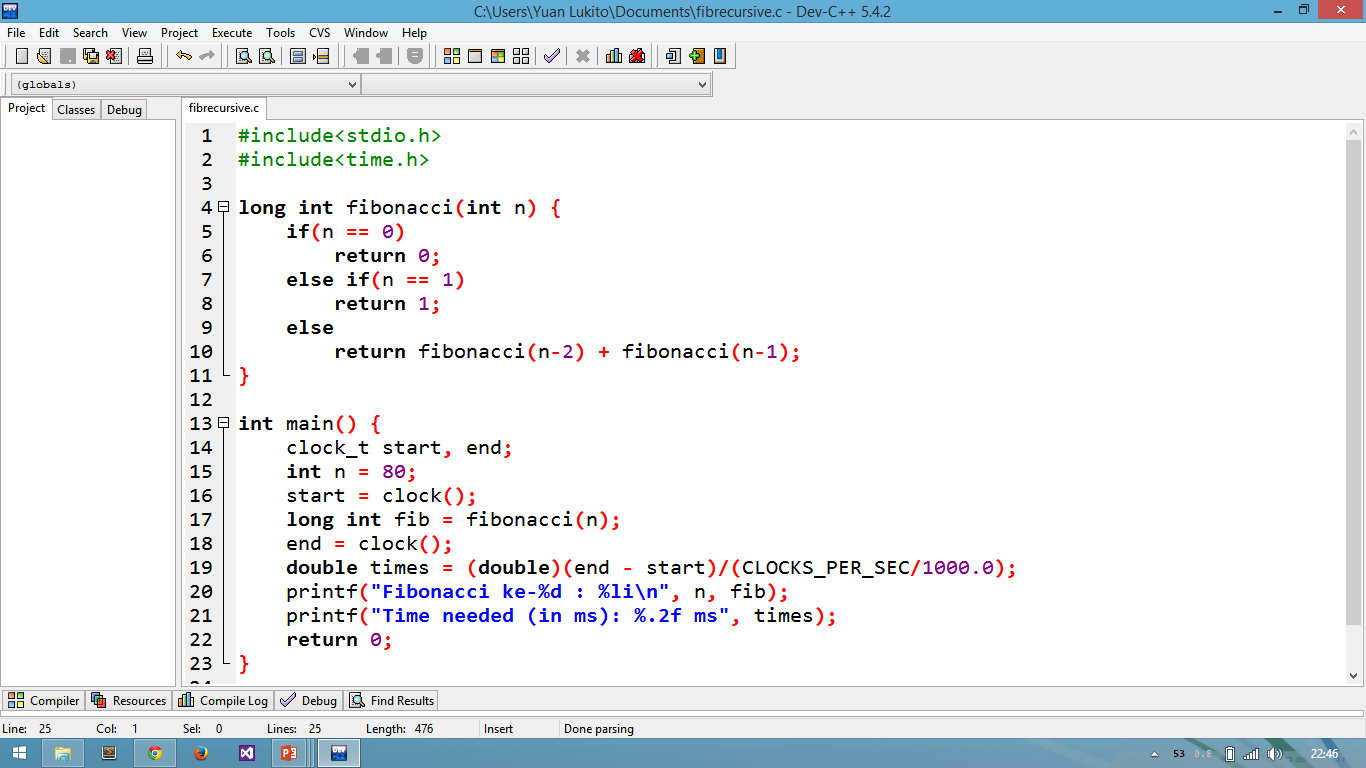 C:\Users\Yuan Lukito\Documents\fibrecursive.c - Dev-C++ 5.4.2
File Edit Search View Project Execute Tools CVS Window Help
(globals)
Project Classes Debug
fibrecursive.c
1 #include<stdio.h>
2 #include<time.h>
3
4 long int fibonacci(int n) {
5     if(n == 0)
6         return 0;
7     else if(n == 1)
8         return 1;
9     else
10         return fibonacci(n-2) + fibonacci(n-1);
11 }
12
13 int main() {
14     clock_t start, end;
15     int n = 80;
16     start = clock();
17     long int fib = fibonacci(n);
18     end = clock();
19     double times = (double)(end - start)/(CLOCKS_PER_SEC/1000.0);
20     printf("Fibonacci ke-%d : %li\n", n, fib);
21     printf("Time needed (in ms): %.2f ms", times);
22     return 0;
23 }
Compiler Resources Compile Log Debug Find Results
Line: 25 Col: 1 Sel: 0 Lines: 25 Length: 476 Insert Done parsing
53 0.8 22:46